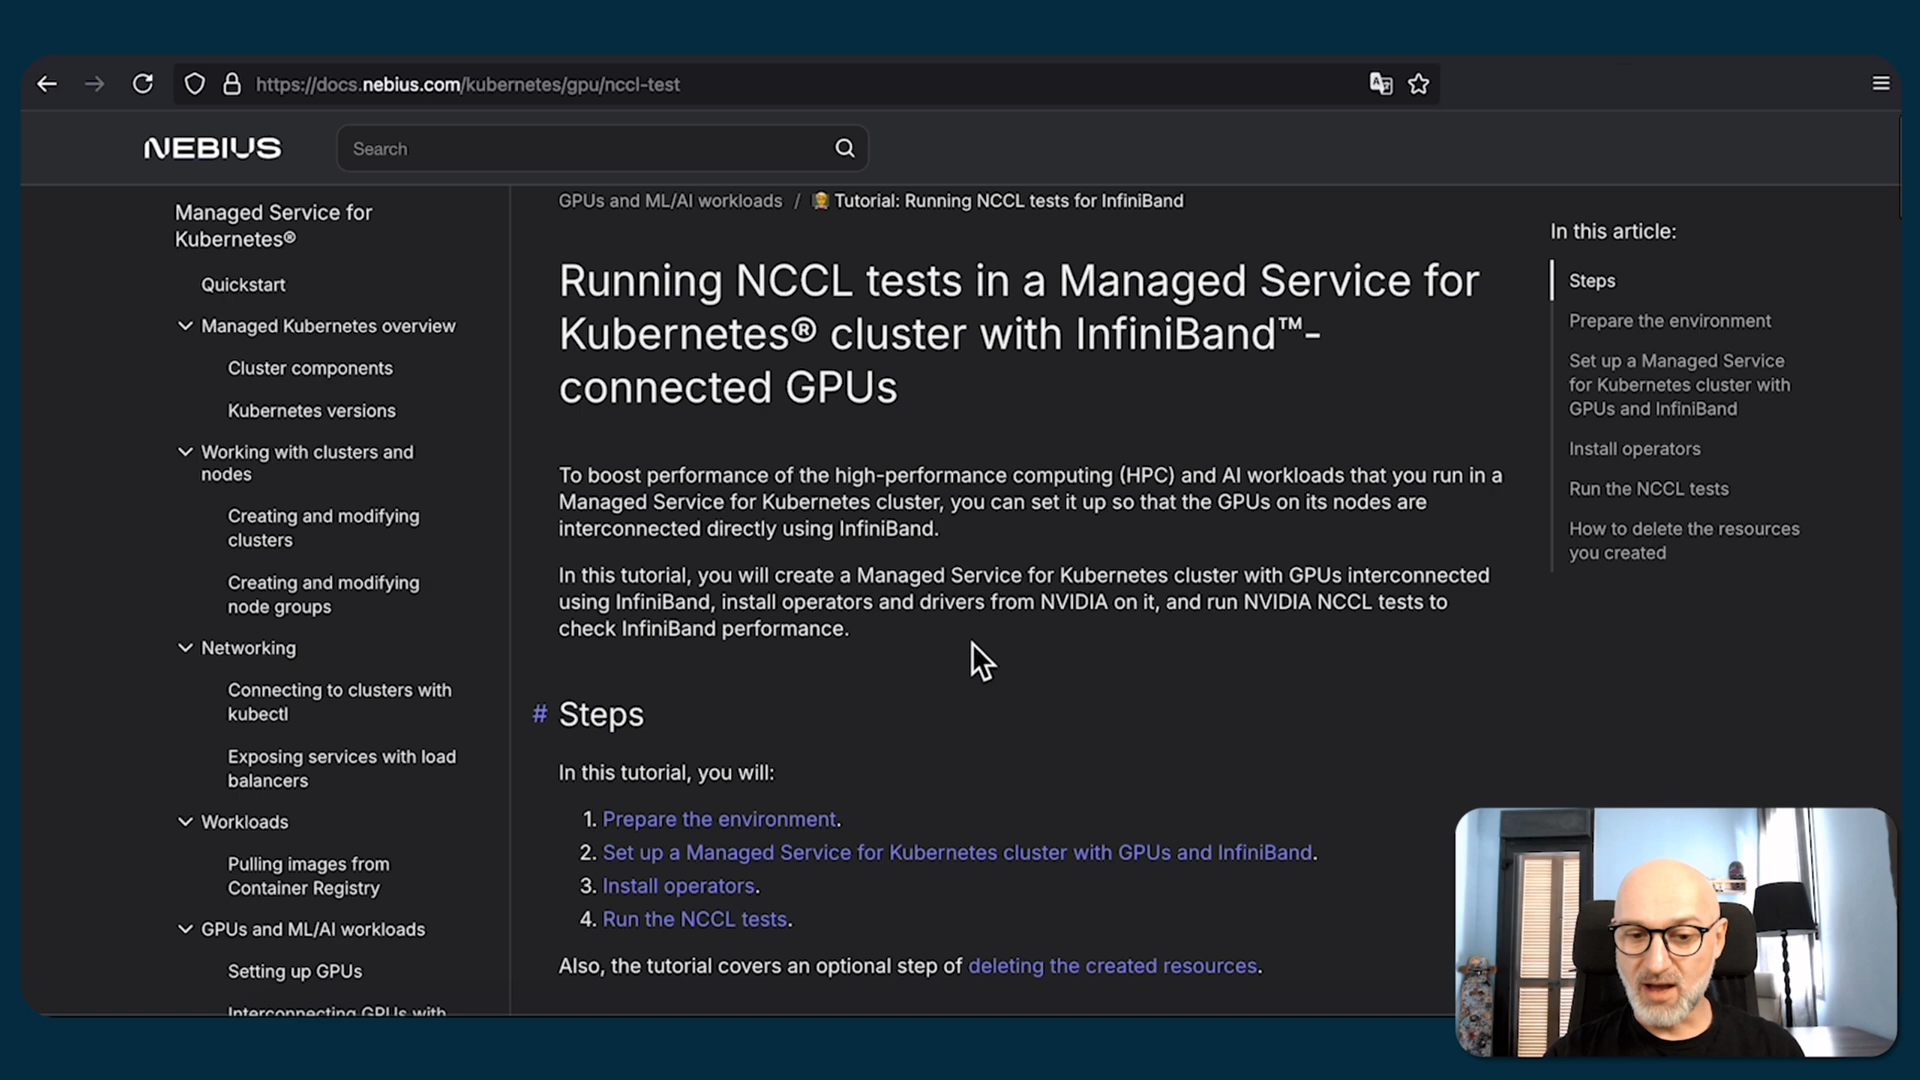 https://docs.nebius.com/kubernetes/gpu/nccl-test
NEBIUS
Search
Managed Service for
Kubernetes®
Quickstart
Managed Kubernetes overview
Cluster components
Kubernetes versions
Working with clusters and
nodes
Creating and modifying
clusters
Creating and modifying
node groups
Networking
Connecting to clusters with
kubectl
Exposing services with load
balancers
Workloads
Pulling images from
Container Registry
GPUs and ML/AI workloads
Setting up GPUs
Interconnecting GPUs with
GPUs and ML/AI workloads / Tutorial: Running NCCL tests for InfiniBand
Running NCCL tests in a Managed Service for
Kubernetes® cluster with InfiniBand™-
connected GPUs
To boost performance of the high-performance computing (HPC) and AI workloads that you run in a
Managed Service for Kubernetes cluster, you can set it up so that the GPUs on its nodes are
interconnected directly using InfiniBand.
In this tutorial, you will create a Managed Service for Kubernetes cluster with GPUs interconnected
using InfiniBand, install operators and drivers from NVIDIA on it, and run NVIDIA NCCL tests to
check InfiniBand performance.
# Steps
In this tutorial, you will:
1. Prepare the environment.
2. Set up a Managed Service for Kubernetes cluster with GPUs and InfiniBand.
3. Install operators.
4. Run the NCCL tests.
Also, the tutorial covers an optional step of deleting the created resources.
In this article:
Steps
Prepare the environment
Set up a Managed Service
for Kubernetes cluster with
GPUs and InfiniBand
Install operators
Run the NCCL tests
How to delete the resources
you created